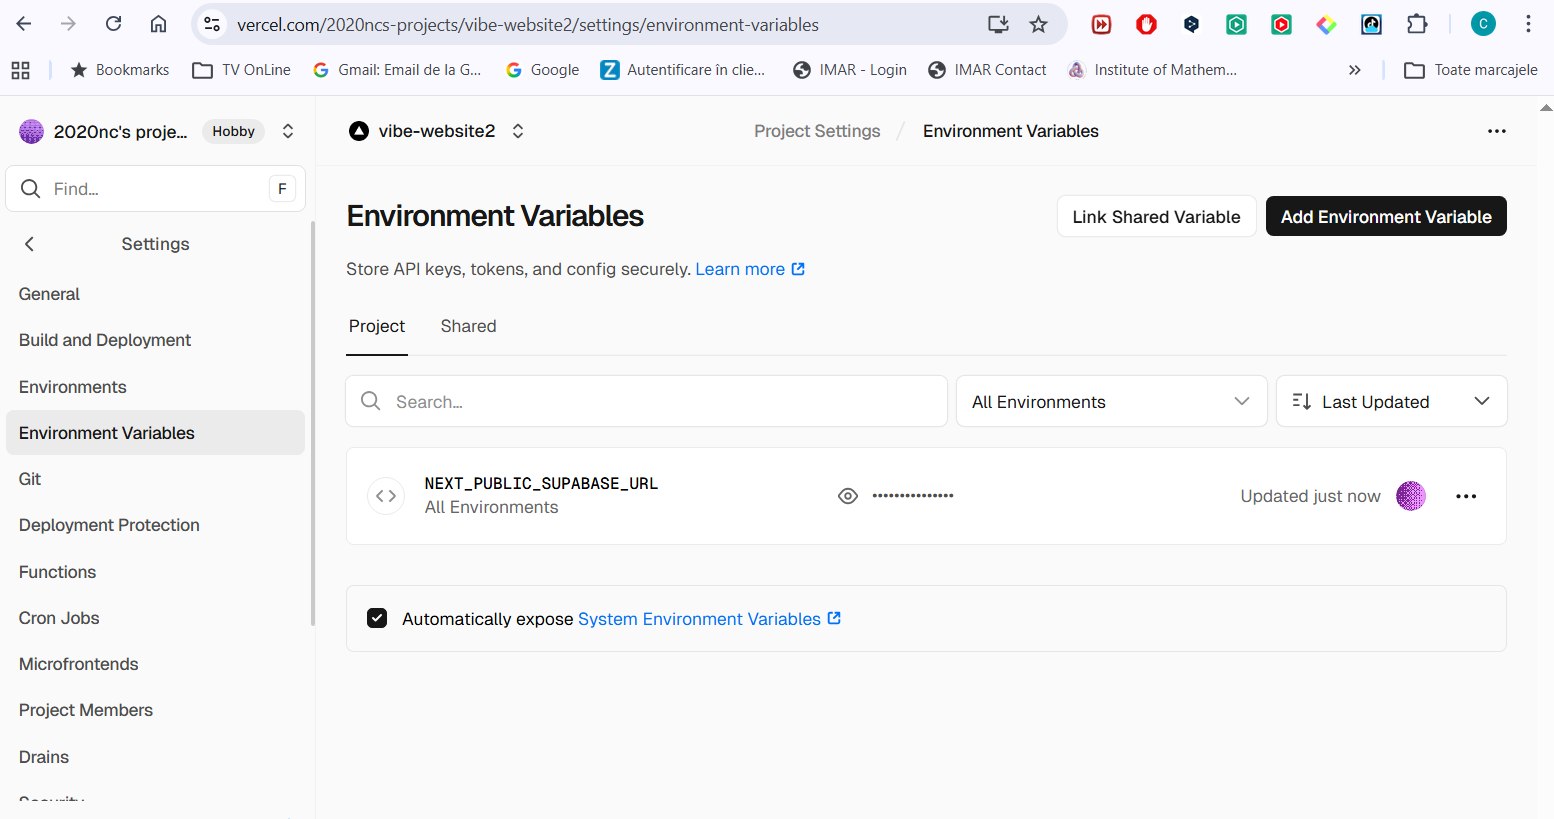 vercel.com/2020ncs-projects/vibe-website2/settings/environment-variables
C
Bookmarks
TV OnLine
Gmail: Email de la G...
Google
Z
Autentificare în clie...
IMAR - Login
IMAR Contact
Institute of Mathem...
Toate marcajele
2020nc's proje...
Hobby
vibe-website2
Project Settings / Environment Variables
Find...
F
Settings
General
Build and Deployment
Environments
Environment Variables
Git
Deployment Protection
Functions
Cron Jobs
Microfrontends
Project Members
Drains
Security
Environment Variables
Link Shared Variable
Add Environment Variable
Store API keys, tokens, and config securely. Learn more
Project
Shared
Search...
All Environments
Last Updated
NEXT_PUBLIC_SUPABASE_URL
All Environments
•••••••••••••••
Updated just now
Automatically expose System Environment Variables